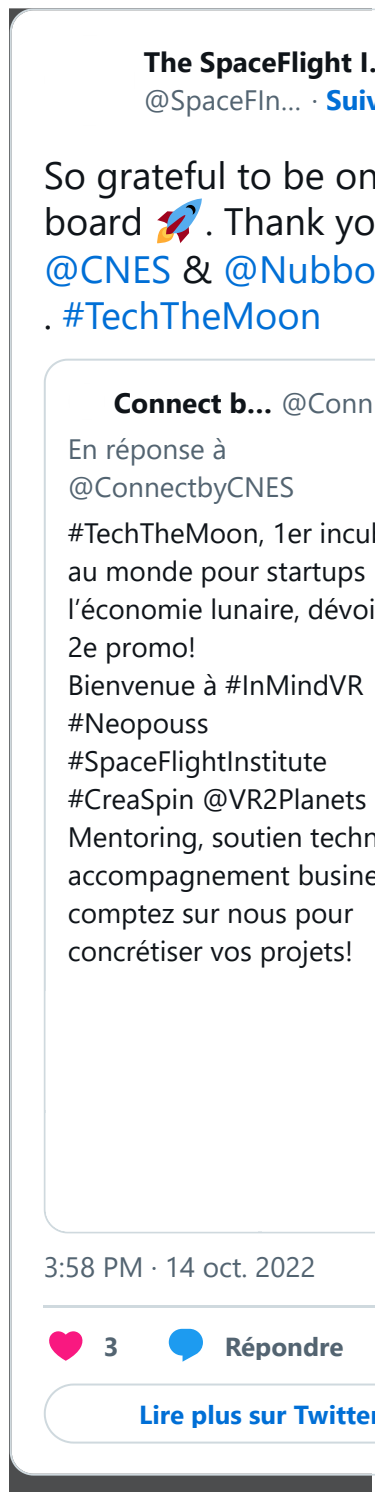 The SpaceFlight I.
@SpaceFIn... · Suiv
So grateful to be on
board 🚀. Thank yo
@CNES & @Nubbo
. #TechTheMoon
Connect b... @Conn
En réponse à
@ConnectbyCNES
#TechTheMoon, 1er incul
au monde pour startups
l'économie lunaire, dévoi
2e promo!
Bienvenue à #InMindVR
#Neopouss
#SpaceFlightInstitute
#CreaSpin @VR2Planets
Mentoring, soutien techn
accompagnement busine
comptez sur nous pour
concrétiser vos projets!
3:58 PM · 14 oct. 2022
3 Répondre
Lire plus sur Twitter